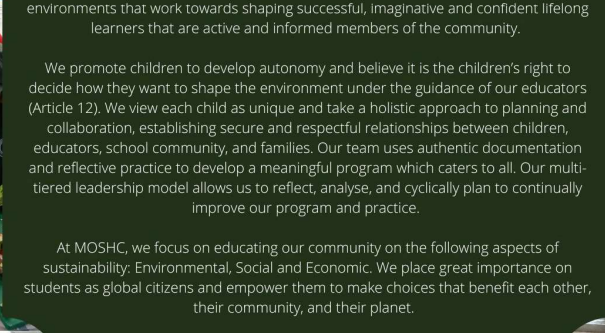 environments that work towards shaping successful, imaginative and confident lifelong
learners that are active and informed members of the community.
We promote children to develop autonomy and believe it is the children's right to
decide how they want to shape the environment under the guidance of our educators
(Article 12). We view each child as unique and take a holistic approach to planning and
collaboration, establishing secure and respectful relationships between children,
educators, school community, and families. Our team uses authentic documentation
and reflective practice to develop a meaningful program which caters to all. Our multi-
tiered leadership model allows us to reflect, analyse, and cyclically plan to continually
improve our program and practice.
At MOSHC, we focus on educating our community on the following aspects of
sustainability: Environmental, Social and Economic. We place great importance on
students as global citizens and empower them to make choices that benefit each other,
their community, and their planet.